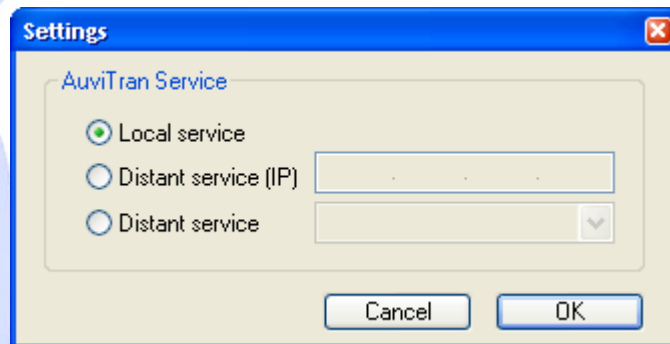 Settings
AuviTran Service
Local service
Distant service (IP)
. . .
Distant service
Cancel OK